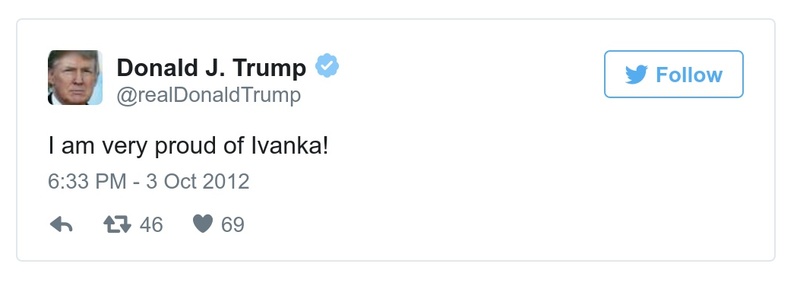 Donald J. Trump
@realDonaldTrump
Follow
I am very proud of Ivanka!
6:33 PM - 3 Oct 2012
46 69